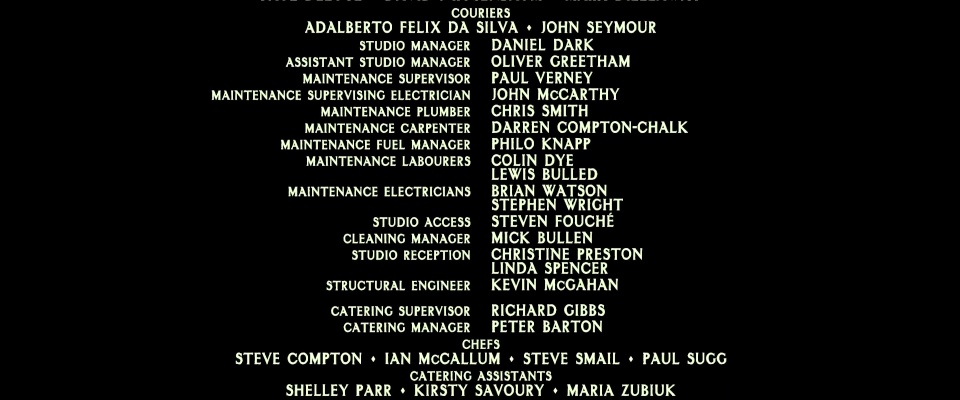 COURIERS
ADALBERTO FELIX DA SILVA • JOHN SEYMOUR
STUDIO MANAGER DANIEL DARK
ASSISTANT STUDIO MANAGER OLIVER GREETHAM
MAINTENANCE SUPERVISOR PAUL VERNEY
MAINTENANCE SUPERVISING ELECTRICIAN JOHN McCARTHY
MAINTENANCE PLUMBER CHRIS SMITH
MAINTENANCE CARPENTER DARREN COMPTON-CHALK
MAINTENANCE FUEL MANAGER PHILO KNAPP
MAINTENANCE LABOURERS COLIN DYE
LEWIS BULLED
MAINTENANCE ELECTRICIANS BRIAN WATSON
STEPHEN WRIGHT
STUDIO ACCESS STEVEN FOUCHÉ
CLEANING MANAGER MICK BULLEN
STUDIO RECEPTION CHRISTINE PRESTON
LINDA SPENCER
STRUCTURAL ENGINEER KEVIN McGAHAN
CATERING SUPERVISOR RICHARD GIBBS
CATERING MANAGER PETER BARTON
CHEFS
STEVE COMPTON • IAN McCALLUM • STEVE SMAIL • PAUL SUGG
CATERING ASSISTANTS
SHELLEY PARR • KIRSTY SAVOURY • MARIA ZUBIUK